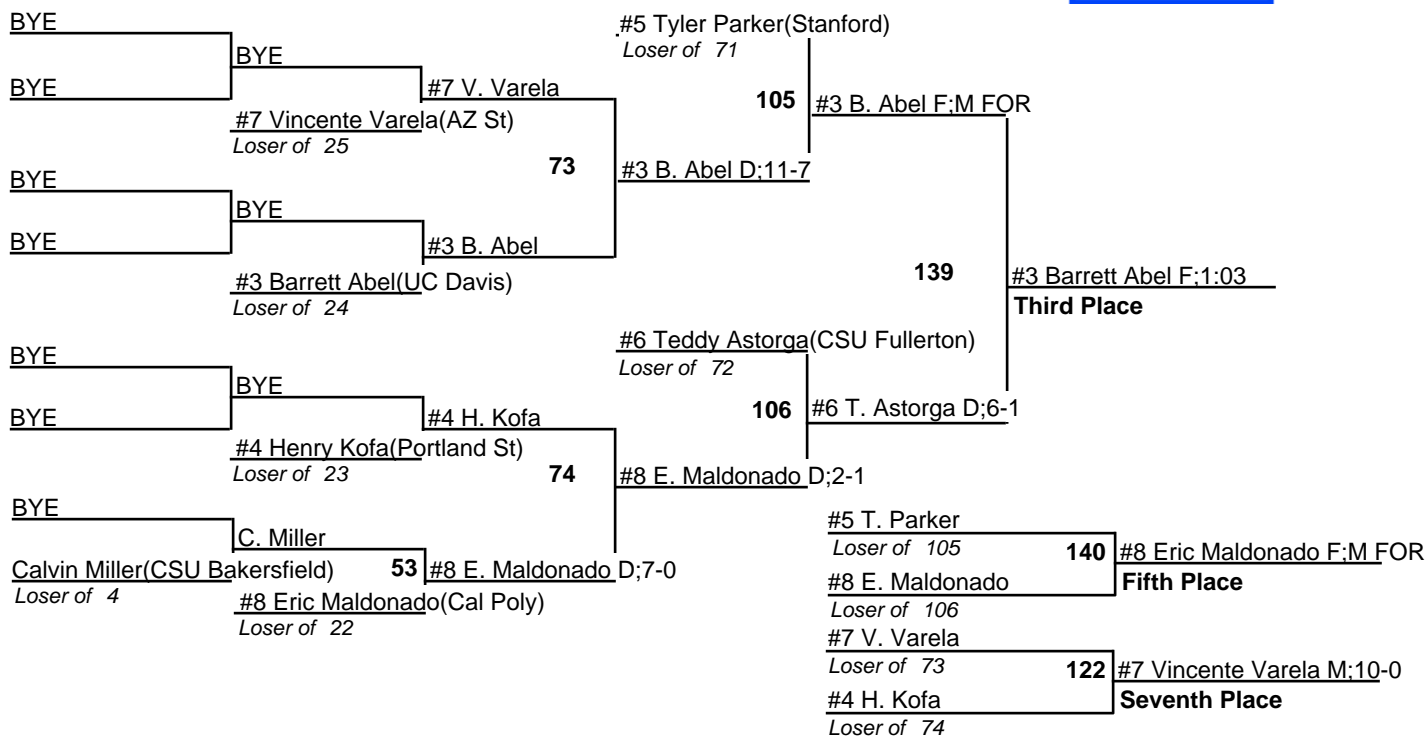 BYE
#5 Tyler Parker(Stanford)
Loser of 71
BYE
BYE
#7 V. Varela
#7 Vincente Varela(AZ St)
Loser of 25
105
#3 B. Abel F;M FOR
73
#3 B. Abel D;11-7
BYE
BYE
BYE
#3 B. Abel
#3 Barrett Abel(UC Davis)
Loser of 24
139
#3 Barrett Abel F;1:03
Third Place
#6 Teddy Astorga(CSU Fullerton)
Loser of 72
BYE
BYE
BYE
#4 H. Kofa
#4 Henry Kofa(Portland St)
Loser of 23
106
#6 T. Astorga D;6-1
74
#8 E. Maldonado D;2-1
BYE
C. Miller
Calvin Miller(CSU Bakersfield)
Loser of 4
53
#8 E. Maldonado D;7-0
#8 Eric Maldonado(Cal Poly)
Loser of 22
#5 T. Parker
Loser of 105
140
#8 Eric Maldonado F;M FOR
Fifth Place
#8 E. Maldonado
Loser of 106
#7 V. Varela
Loser of 73
122
#7 Vincente Varela M;10-0
Seventh Place
#4 H. Kofa
Loser of 74